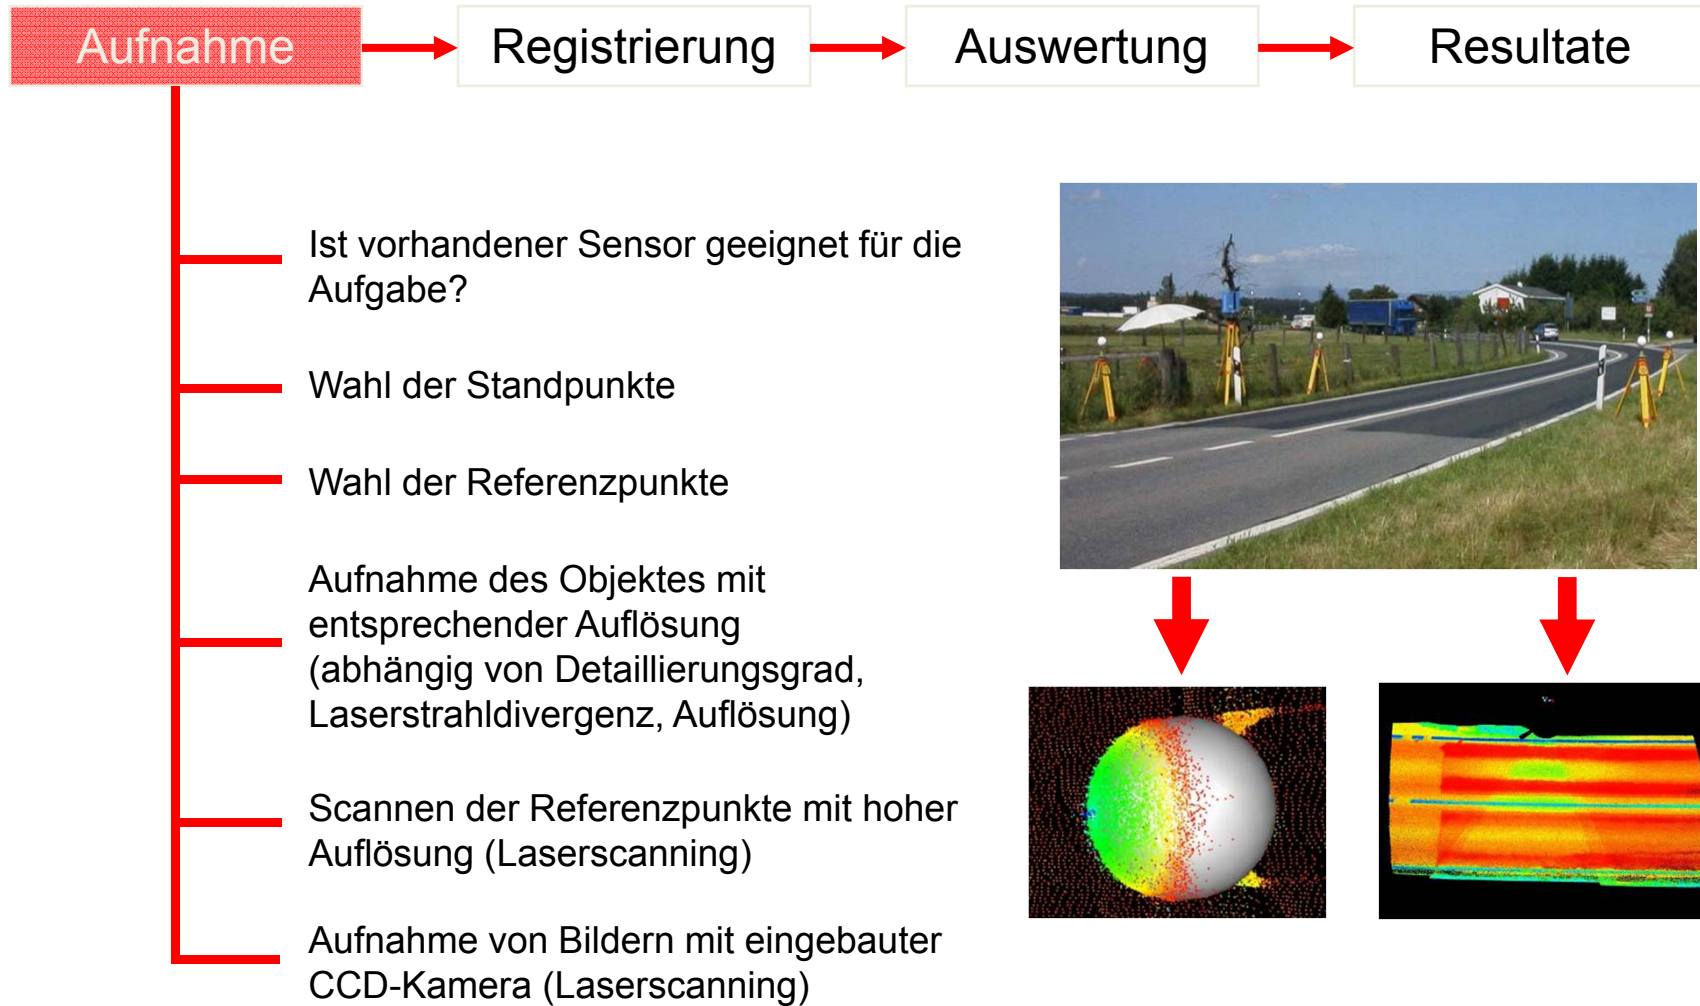 Aufnahme
Registrierung
Auswertung
Resultate
Ist vorhandener Sensor geeignet für die
Aufgabe?
Wahl der Standpunkte
Wahl der Referenzpunkte
Aufnahme des Objektes mit
entsprechender Auflösung
(abhängig von Detaillierungsgrad,
Laserstrahldivergenz, Auflösung)
Scannen der Referenzpunkte mit hoher
Auflösung (Laserscanning)
Aufnahme von Bildern mit eingebauter
CCD-Kamera (Laserscanning)